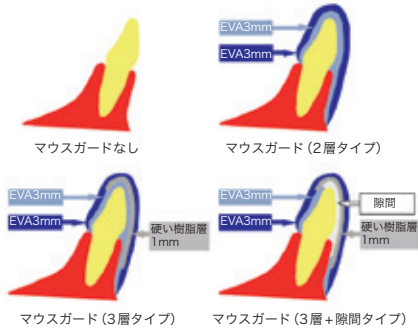 EVA3mm
EVA3mm
マウスガードなし
マウスガード（2層タイプ）
EVA3mm
EVA3mm
硬い樹脂層
1mm
EVA3mm
EVA3mm
隙間
硬い樹脂層
1mm
マウスガード（3層タイプ）
マウスガード（3層+隙間タイプ）